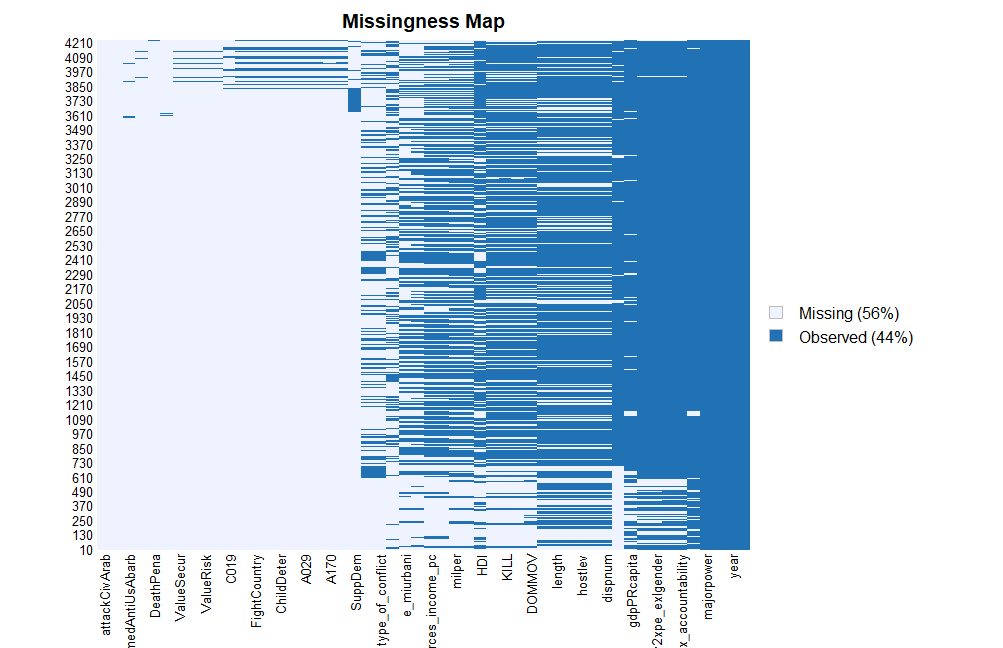 Missingness Map
4210
4090
3970
3850
3730
3610
3490
3370
3250
3130
3010
2890
2770
2650
2530
2410
2290
2170
2050
1930
1810
1690
1570
1450
1330
1210
1090
970
850
730
610
490
370
250
130
10
Missing (56%)
Observed (44%)
attackCivArab
medAntiUsAbarb
DeathPena
ValueSecur
ValueRisk
C019
FightCountry
ChildDeter
A029
A170
SuppDem
type_of_conflict
e_miurbani
rces_income_pc
milper
HDI
KILL
DOMMOV
length
hostlev
dispnum
gdpPRcapita
r2xpe_exlgender
x_accountability
majorpower
year